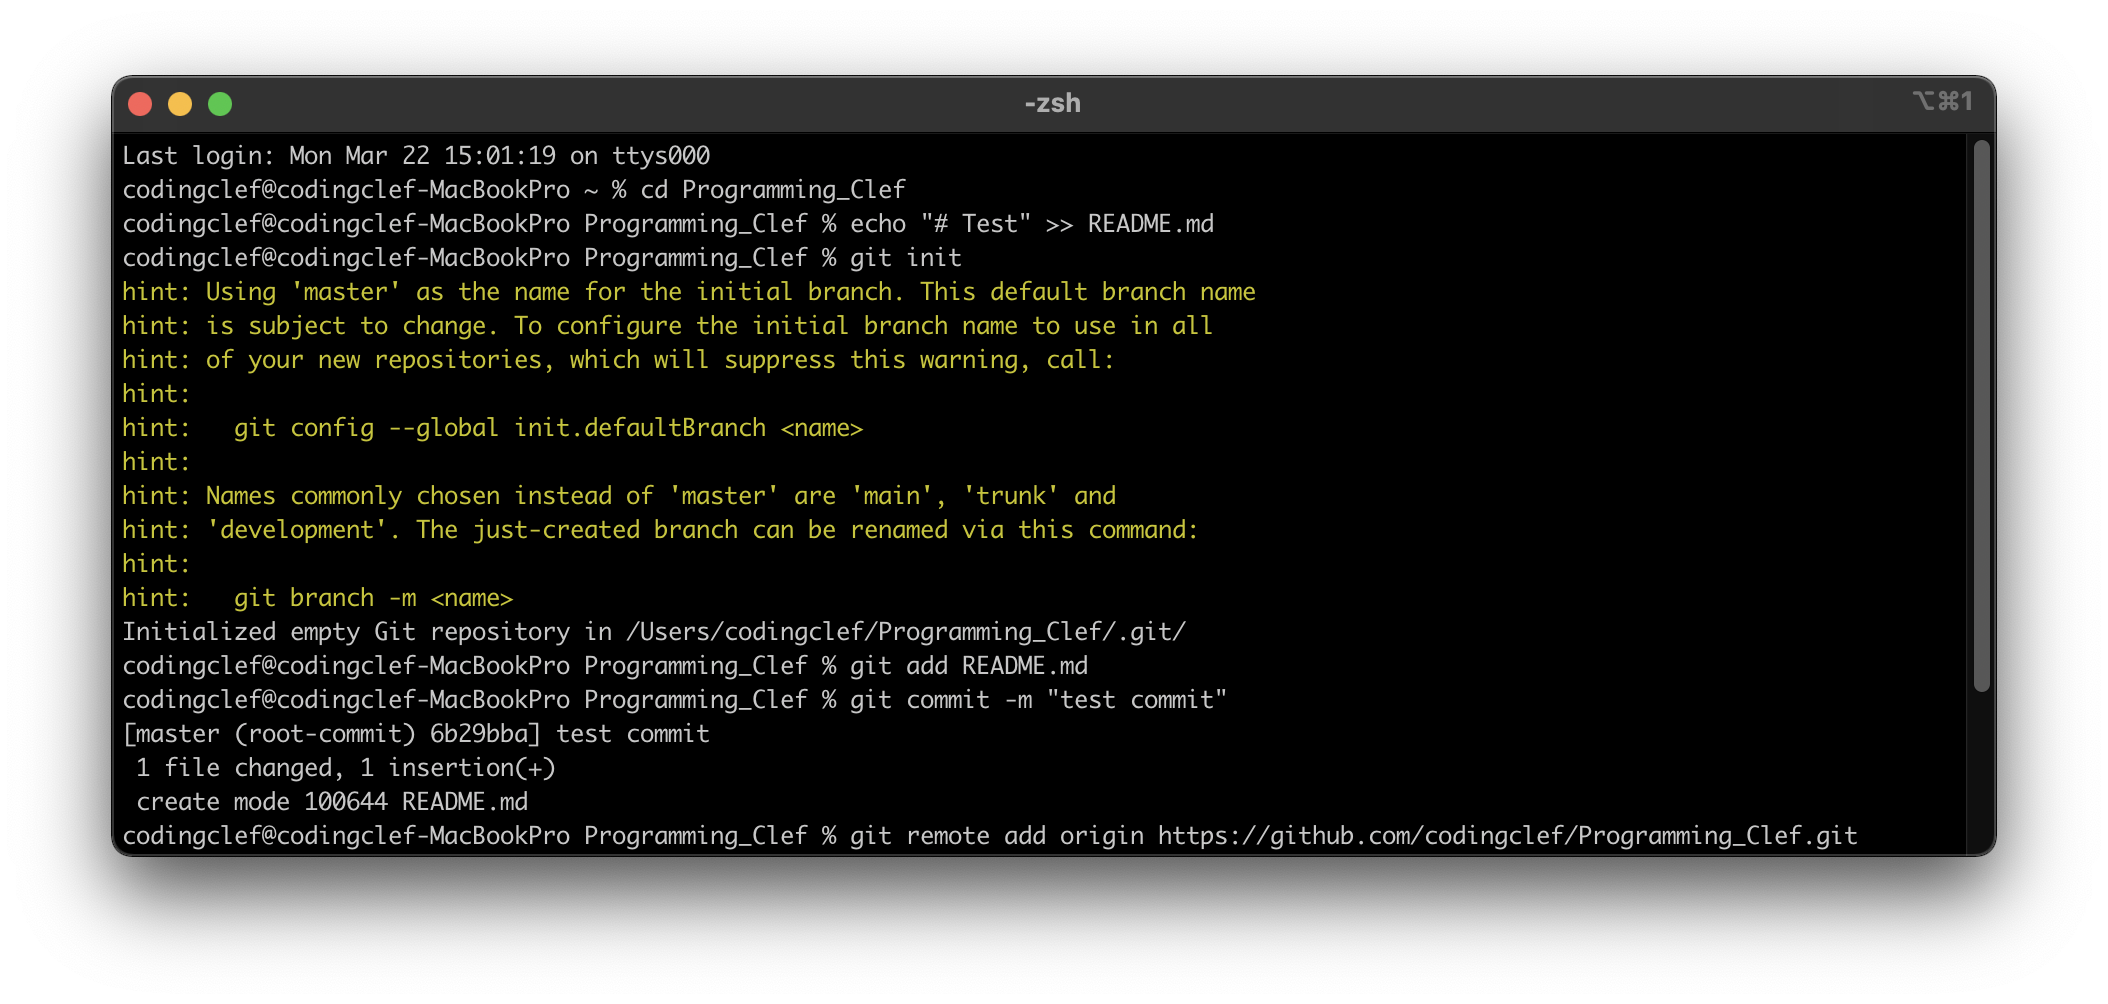 -zsh
⌥⌘1
Last login: Mon Mar 22 15:01:19 on ttys000
codingclef@codingclef-MacBookPro ~ % cd Programming_Clef
codingclef@codingclef-MacBookPro Programming_Clef % echo "# Test" >> README.md
codingclef@codingclef-MacBookPro Programming_Clef % git init
hint: Using 'master' as the name for the initial branch. This default branch name
hint: is subject to change. To configure the initial branch name to use in all
hint: of your new repositories, which will suppress this warning, call:
hint:
hint:   git config --global init.defaultBranch <name>
hint:
hint: Names commonly chosen instead of 'master' are 'main', 'trunk' and
hint: 'development'. The just-created branch can be renamed via this command:
hint:
hint:   git branch -m <name>
Initialized empty Git repository in /Users/codingclef/Programming_Clef/.git/
codingclef@codingclef-MacBookPro Programming_Clef % git add README.md
codingclef@codingclef-MacBookPro Programming_Clef % git commit -m "test commit"
[master (root-commit) 6b29bba] test commit
 1 file changed, 1 insertion(+)
 create mode 100644 README.md
codingclef@codingclef-MacBookPro Programming_Clef % git remote add origin https://github.com/codingclef/Programming_Clef.git